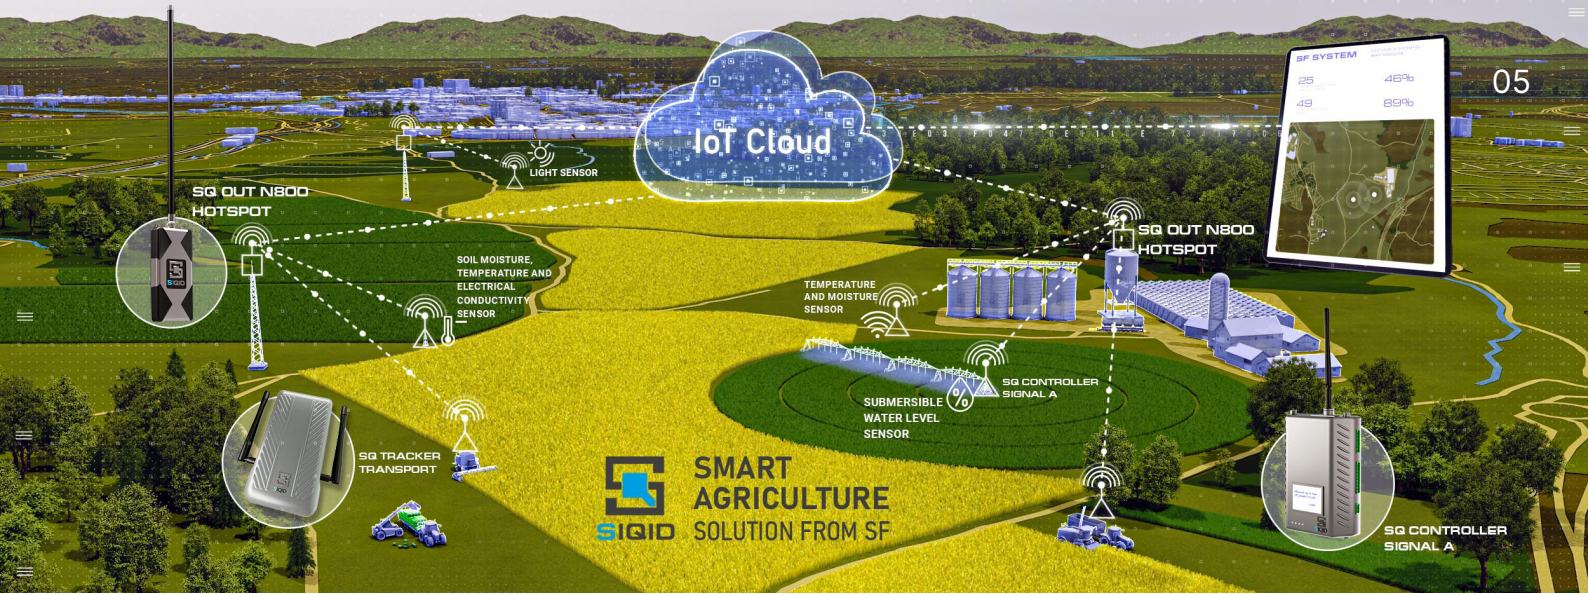 SF SYSTEM
25
46%
49
89%
05
IoT Cloud
LIGHT SENSOR
SQ OUT N800
HOTSPOT
SIQID
SQ OUT N800
HOTSPOT
SOIL MOISTURE,
TEMPERATURE AND
ELECTRICAL
CONDUCTIVITY
SENSOR
TEMPERATURE
AND MOISTURE
SENSOR
SQ CONTROLLER
SIGNAL A
%
SUBMERSIBLE
WATER LEVEL
SENSOR
SQ TRACKER
TRANSPORT
SIQID
SIQID
SMART
AGRICULTURE
SOLUTION FROM SF
SQ CONTROLLER
SIGNAL A